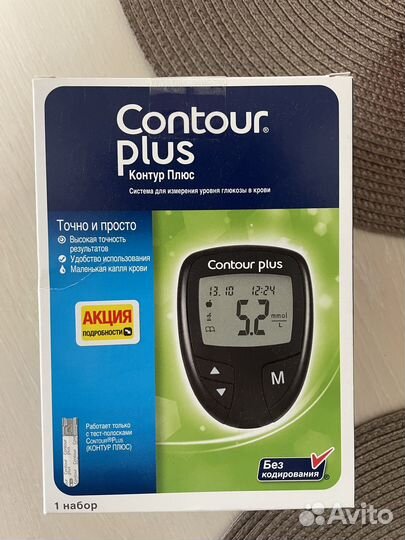 Contour®
plus
Контур Плюс
Система для измерения уровня глюкозы в крови
Точно и просто
Высокая точность
результатов
Удобство использования
Маленькая капля крови
АКЦИЯ
ПОДРОБНОСТИ
Contour plus
13.10 12:24
5.2 mmol
L
M
Работает только
с тест-полосками
CONTOUR®PLUS
(КОНТУР ПЛЮС)
Contour
Без
кодирования
1 набор
Avito